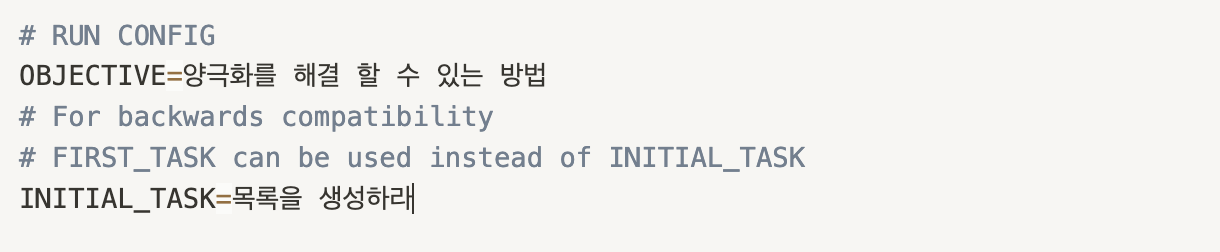 # RUN CONFIG
OBJECTIVE=양극화를 해결 할 수 있는 방법
# For backwards compatibility
# FIRST_TASK can be used instead of INITIAL_TASK
INITIAL_TASK=목록을 생성하래